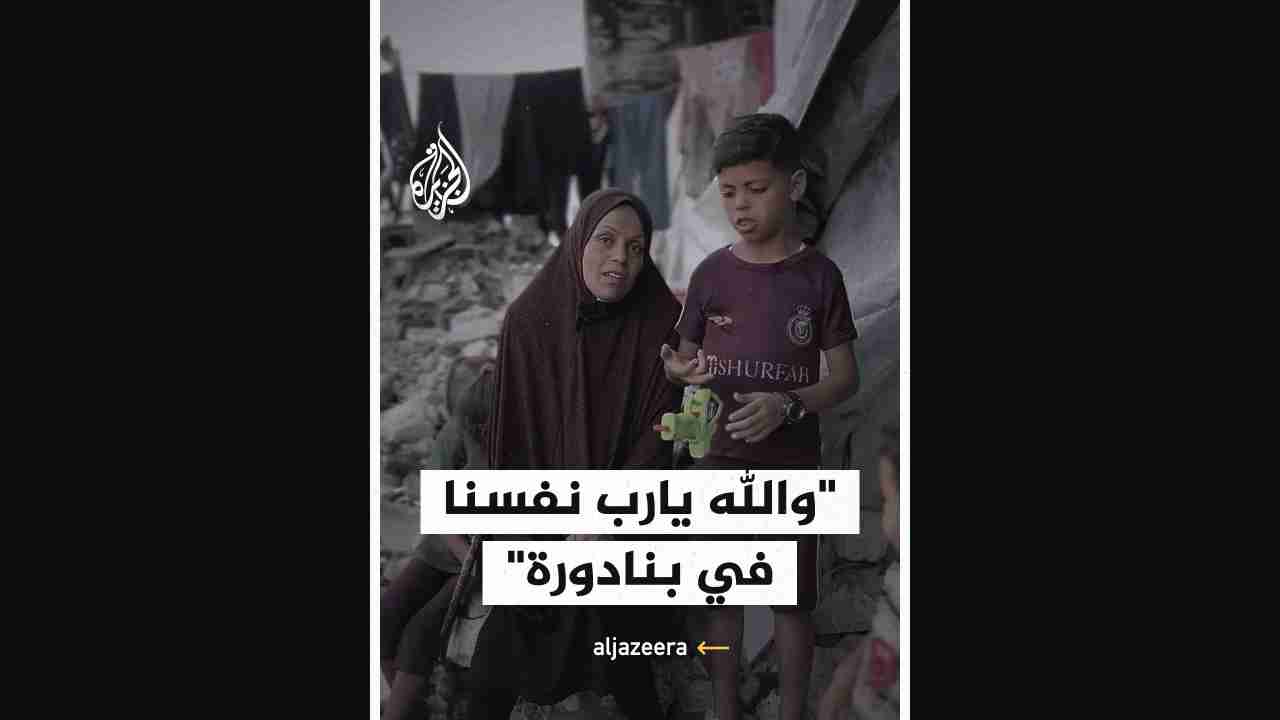 الجزيرة
"والله يارب نفسنا
في بنادورة"
aljazeera